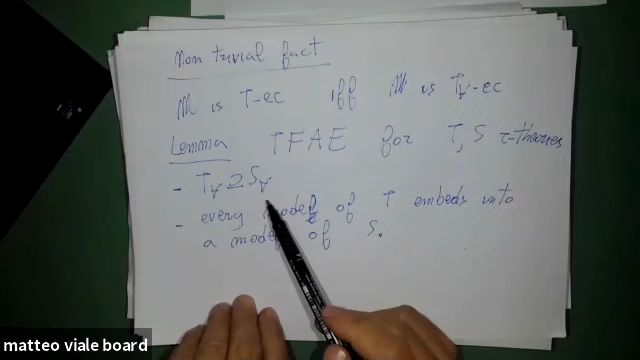 Non trivial fact
M is T-ec iff M is T∀-ec
Lemma TFAE for T, S τ-theories
- T∀ ⊇ S∀
- every model of T embeds into
a model of S.
matteo viale board